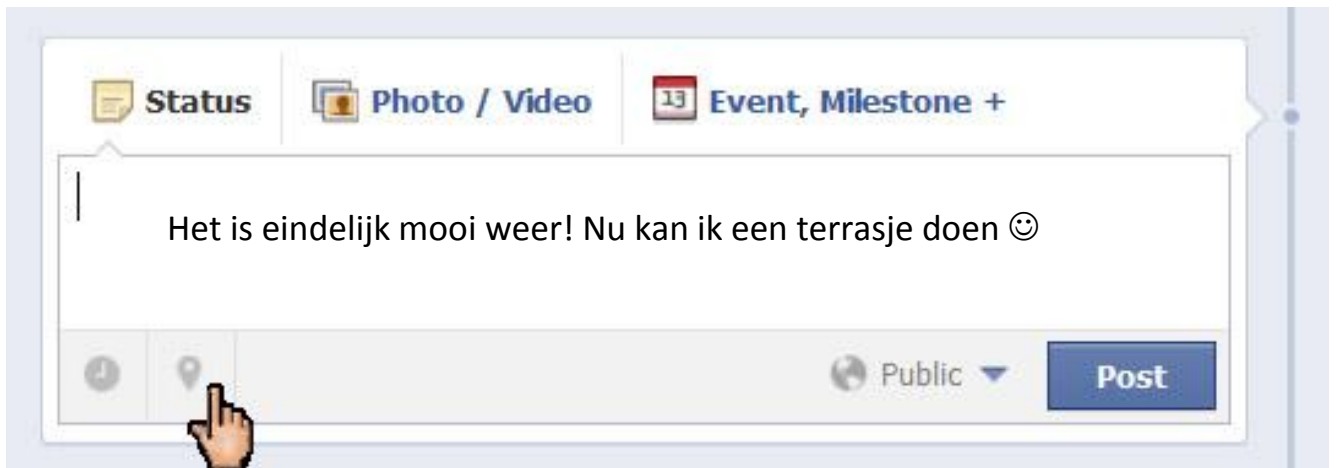 Status Photo / Video 13 Event, Milestone +
Het is eindelijk mooi weer! Nu kan ik een terrasje doen ☺
Public Post